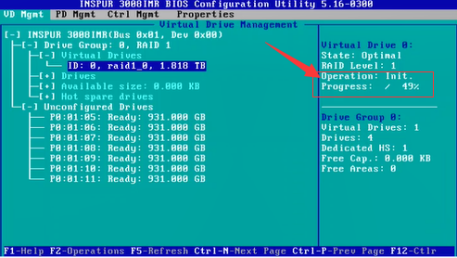 INSPUR 3008IMR BIOS Configuration Utility 5.16-0300
VD Mgmt PD Mgmt Ctrl Mgmt Properties
Virtual Drive Management
[-] INSPUR 3008IMR(Bus 0x01, Dev 0x00)
[-] Drive Group: 0, RAID 1
[-] Virtual Drives
ID: 0, raid1_0, 1.818 TB
[+] Drives
[+] Available size: 0.000 KB
[+] Hot spare drives
[-] Unconfigured Drives
P0:01:05: Ready: 931.000 GB
P0:01:06: Ready: 931.000 GB
P0:01:07: Ready: 931.000 GB
P0:01:08: Ready: 931.000 GB
P0:01:09: Ready: 931.000 GB
P0:01:10: Ready: 931.000 GB
P0:01:11: Ready: 931.000 GB
Virtual Drive 0:
State: Optimal
RAID Level: 1
Operation: Init.
Progress: / 49%
Drive Group 0:
Virtual Drives: 1
Drives: 4
Dedicated HS: 1
Free Cap.: 0.000 KB
Free Areas: 0
F1-Help F2-Operations F5-Refresh Ctrl-N-Next Page Ctrl-P-Prev Page F12-Ctlr